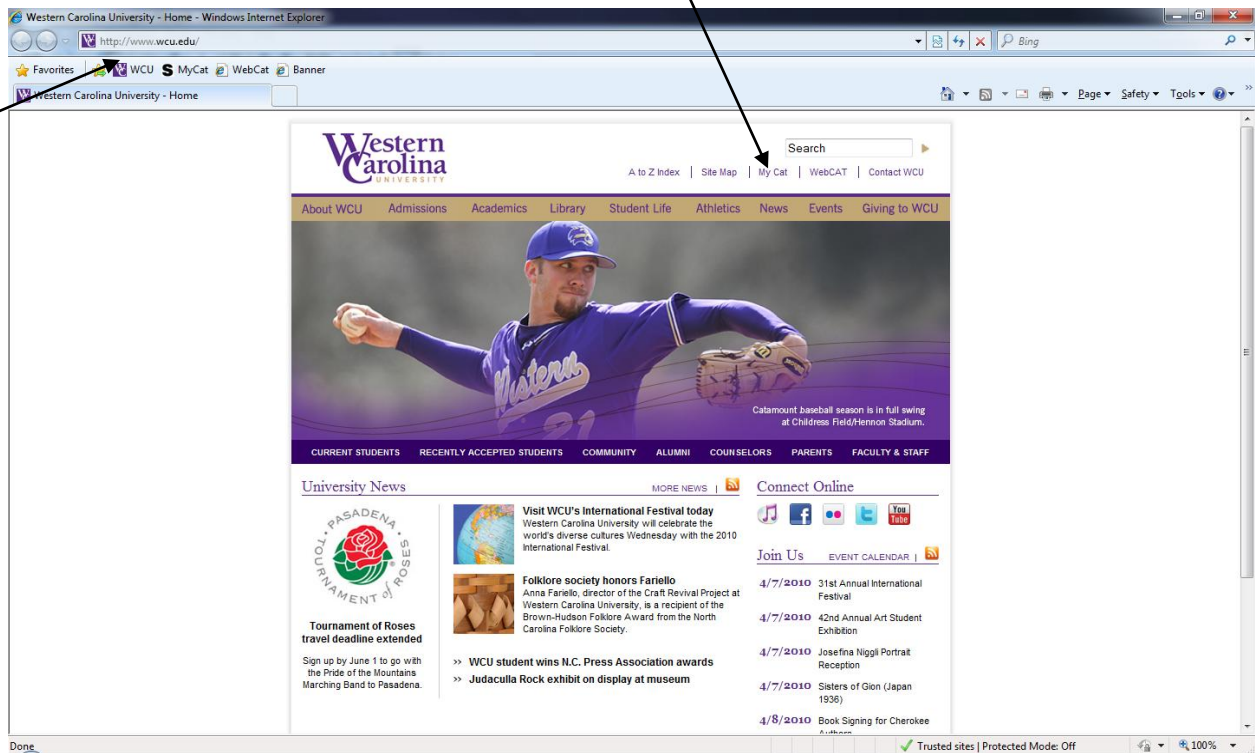 Western Carolina University - Home - Windows Internet Explorer
http://www.wcu.edu/
Bing
Favorites WCU S MyCat WebCat Banner
Western Carolina University - Home
Page Safety Tools
Western
Carolina
UNIVERSITY
Search
A to Z Index | Site Map | My Cat | WebCAT | Contact WCU
About WCU Admissions Academics Library Student Life Athletics News Events Giving to WCU
Western
21
Catamount baseball season is in full swing
at Childress Field/Hennon Stadium.
CURRENT STUDENTS RECENTLY ACCEPTED STUDENTS COMMUNITY ALUMNI COUNSELORS PARENTS FACULTY & STAFF
University News
MORE NEWS |
PASADENA
TOURNAMENT OF ROSES
Tournament of Roses
travel deadline extended
Sign up by June 1 to go with
the Pride of the Mountains
Marching Band to Pasadena.
Visit WCU's International Festival today
Western Carolina University will celebrate the
world's diverse cultures Wednesday with the 2010
International Festival.
Folklore society honors Fariello
Anna Fariello, director of the Craft Revival Project at
Western Carolina University, is a recipient of the
Brown-Hudson Folklore Award from the North
Carolina Folklore Society.
>> WCU student wins N.C. Press Association awards
>> Judaculla Rock exhibit on display at museum
Connect Online
You
Tube
Join Us EVENT CALENDAR |
4/7/2010 31st Annual International
Festival
4/7/2010 42nd Annual Art Student
Exhibition
4/7/2010 Josefina Niggli Portrait
Reception
4/7/2010 Sisters of Gion (Japan
1936)
4/8/2010 Book Signing for Cherokee
Authors
Done
Trusted sites | Protected Mode: Off
100%